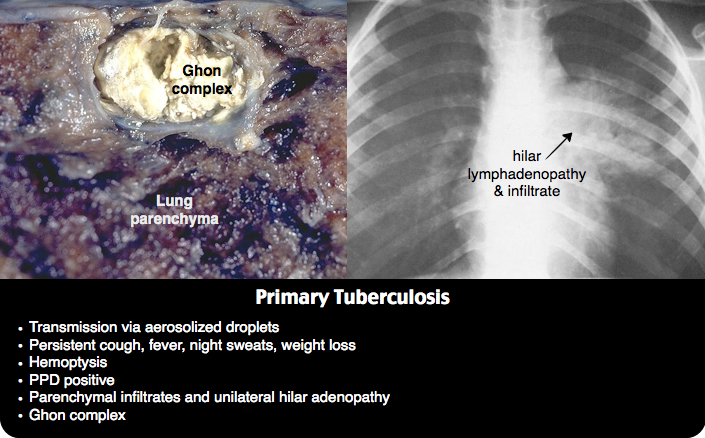 Ghon
complex
Lung
parenchyma
hilar
lymphadenopathy
& infiltrate
Primary Tuberculosis
• Transmission via aerosolized droplets
• Persistent cough, fever, night sweats, weight loss
• Hemoptysis
• PPD positive
• Parenchymal infiltrates and unilateral hilar adenopathy
• Ghon complex